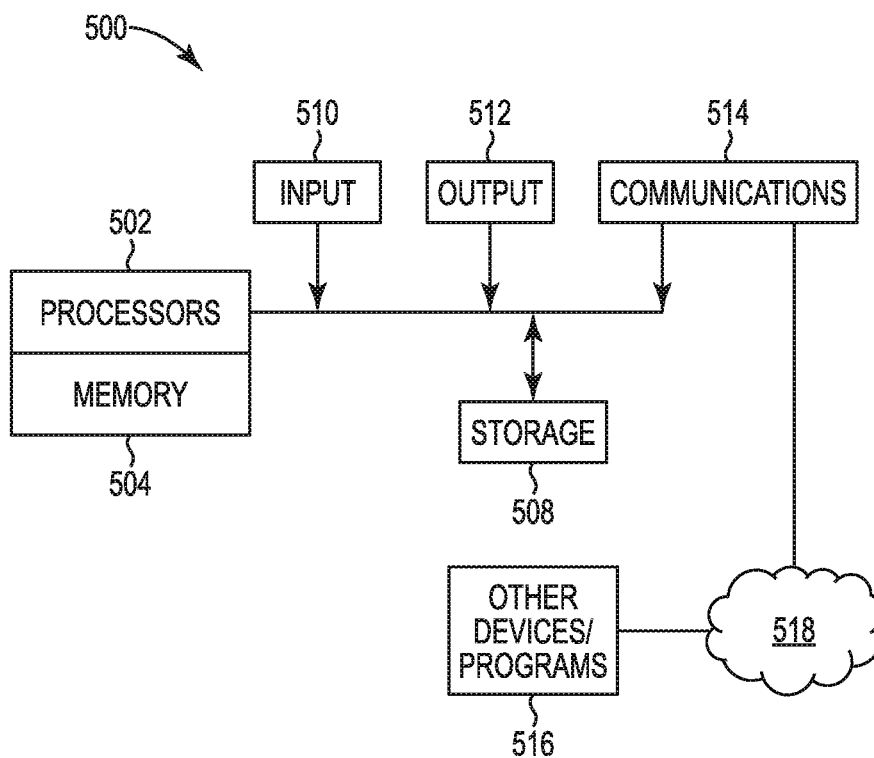 500
510
512
514
INPUT
OUTPUT
COMMUNICATIONS
502
PROCESSORS
MEMORY
504
STORAGE
508
OTHER
DEVICES/
PROGRAMS
518
516